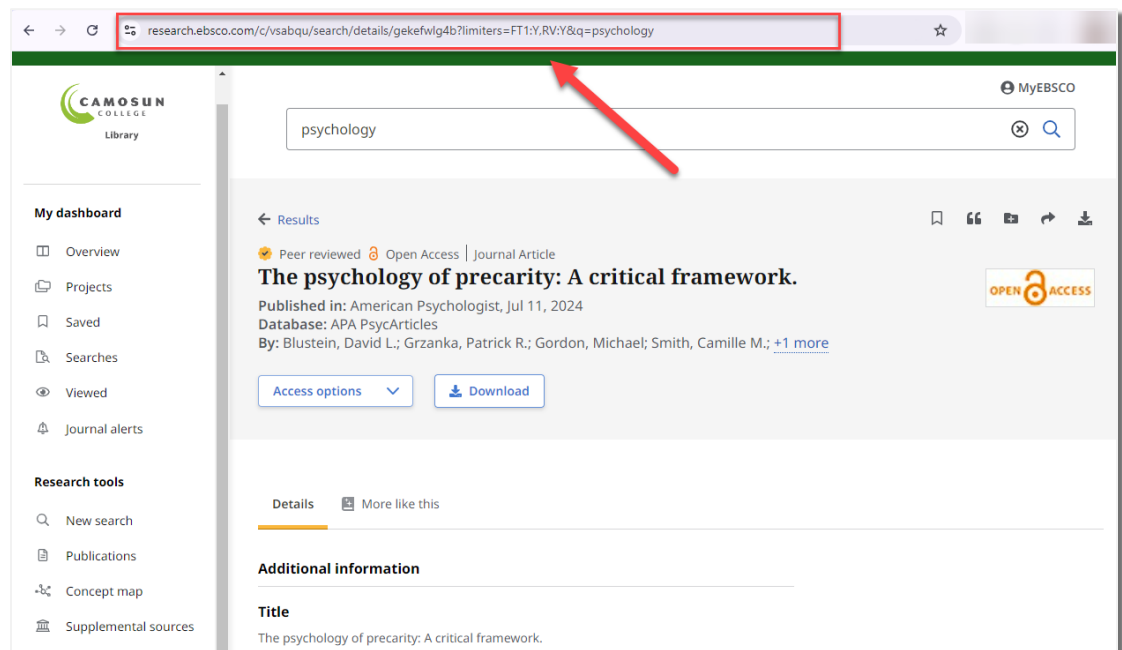 research.ebsco.com/c/vsabqu/search/details/gekefwlg4b?limiters=FT1:Y,RV:Y&q=psychology
CAMOSUN
COLLEGE
Library
MyEBSCO
psychology
My dashboard
Overview
Projects
Saved
Searches
Viewed
Journal alerts
Research tools
New search
Publications
Concept map
Supplemental sources
Results
Peer reviewed Open Access | Journal Article
The psychology of precarity: A critical framework.
Published in: American Psychologist, Jul 11, 2024
Database: APA PsycArticles
By: Blustein, David L.; Grzanka, Patrick R.; Gordon, Michael; Smith, Camille M.; +1 more
OPEN ACCESS
Access options
Download
Details
More like this
Additional information
Title
The psychology of precarity: A critical framework.